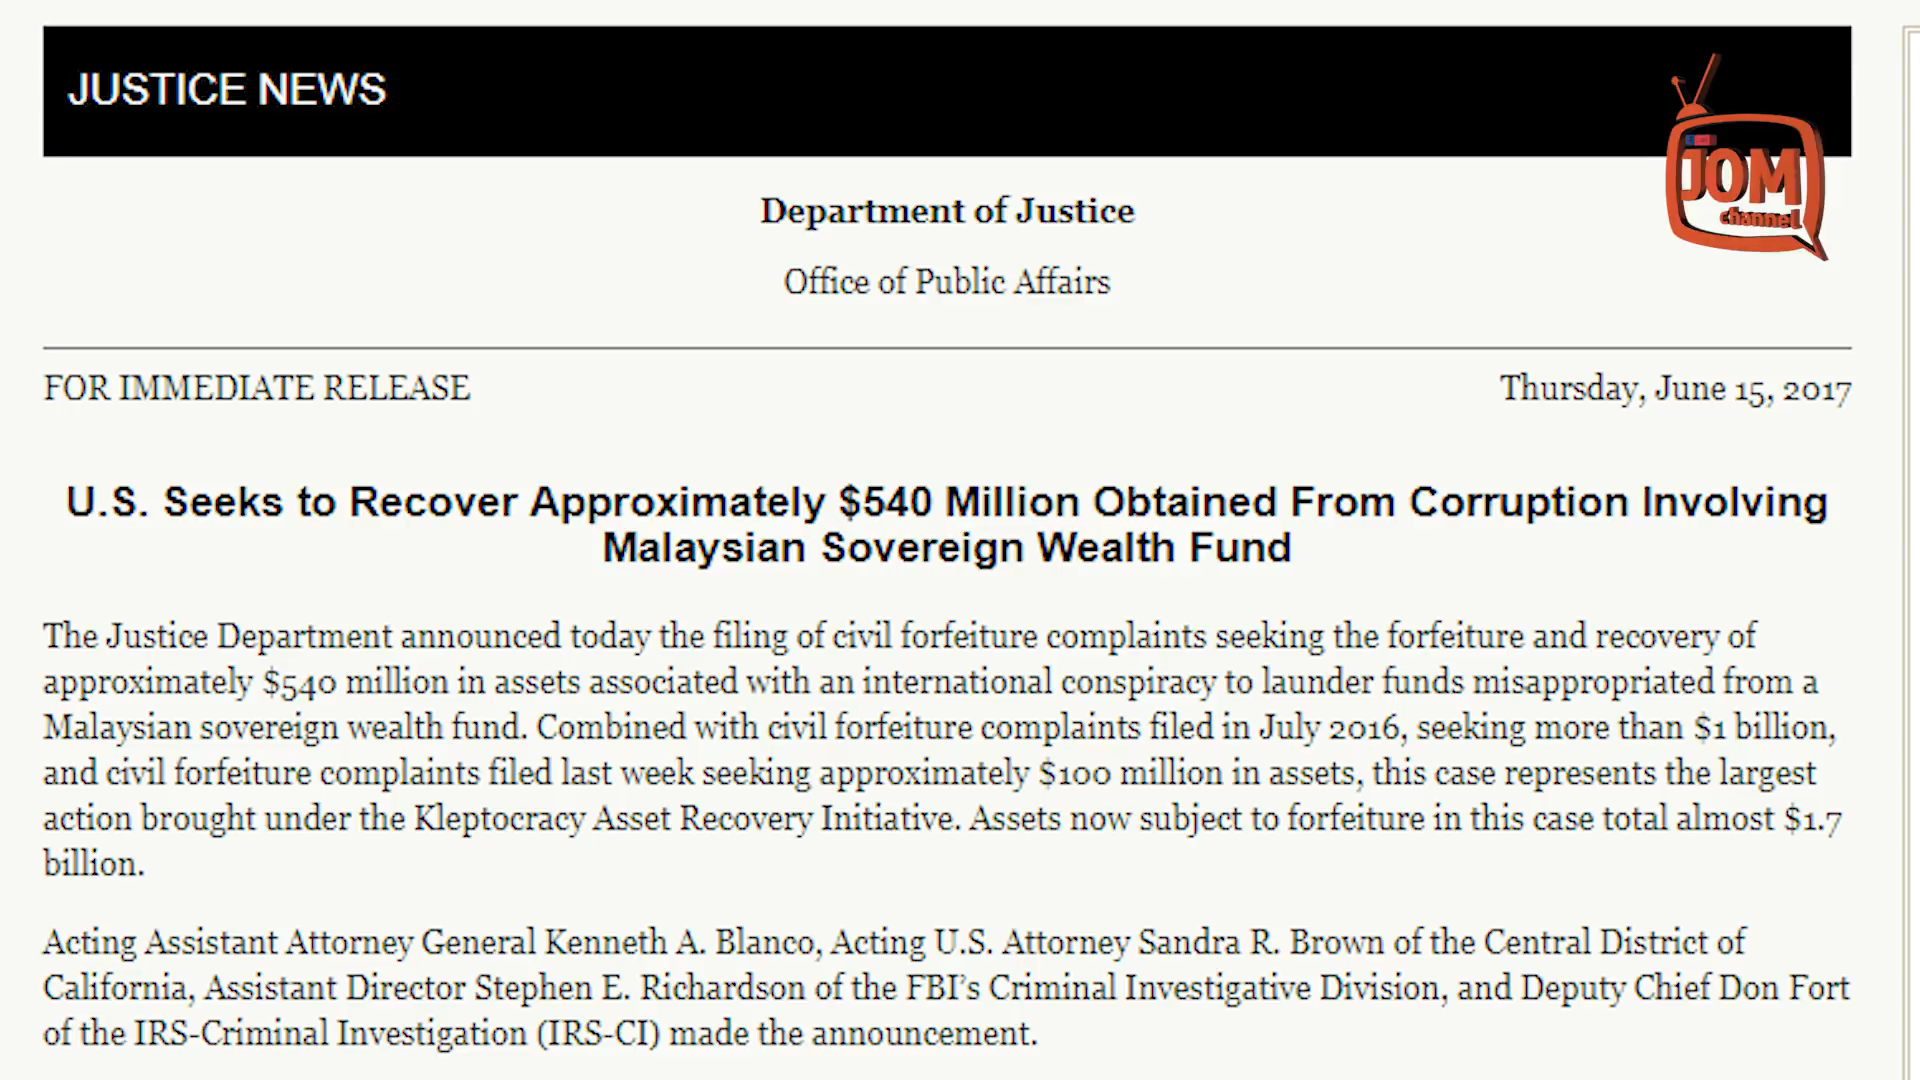 JUSTICE NEWS
JOM
channel
Department of Justice
Office of Public Affairs
FOR IMMEDIATE RELEASE
Thursday, June 15, 2017
U.S. Seeks to Recover Approximately $540 Million Obtained From Corruption Involving
Malaysian Sovereign Wealth Fund
The Justice Department announced today the filing of civil forfeiture complaints seeking the forfeiture and recovery of
approximately $540 million in assets associated with an international conspiracy to launder funds misappropriated from a
Malaysian sovereign wealth fund. Combined with civil forfeiture complaints filed in July 2016, seeking more than $1 billion,
and civil forfeiture complaints filed last week seeking approximately $100 million in assets, this case represents the largest
action brought under the Kleptocracy Asset Recovery Initiative. Assets now subject to forfeiture in this case total almost $1.7
billion.
Acting Assistant Attorney General Kenneth A. Blanco, Acting U.S. Attorney Sandra R. Brown of the Central District of
California, Assistant Director Stephen E. Richardson of the FBI's Criminal Investigative Division, and Deputy Chief Don Fort
of the IRS-Criminal Investigation (IRS-CI) made the announcement.